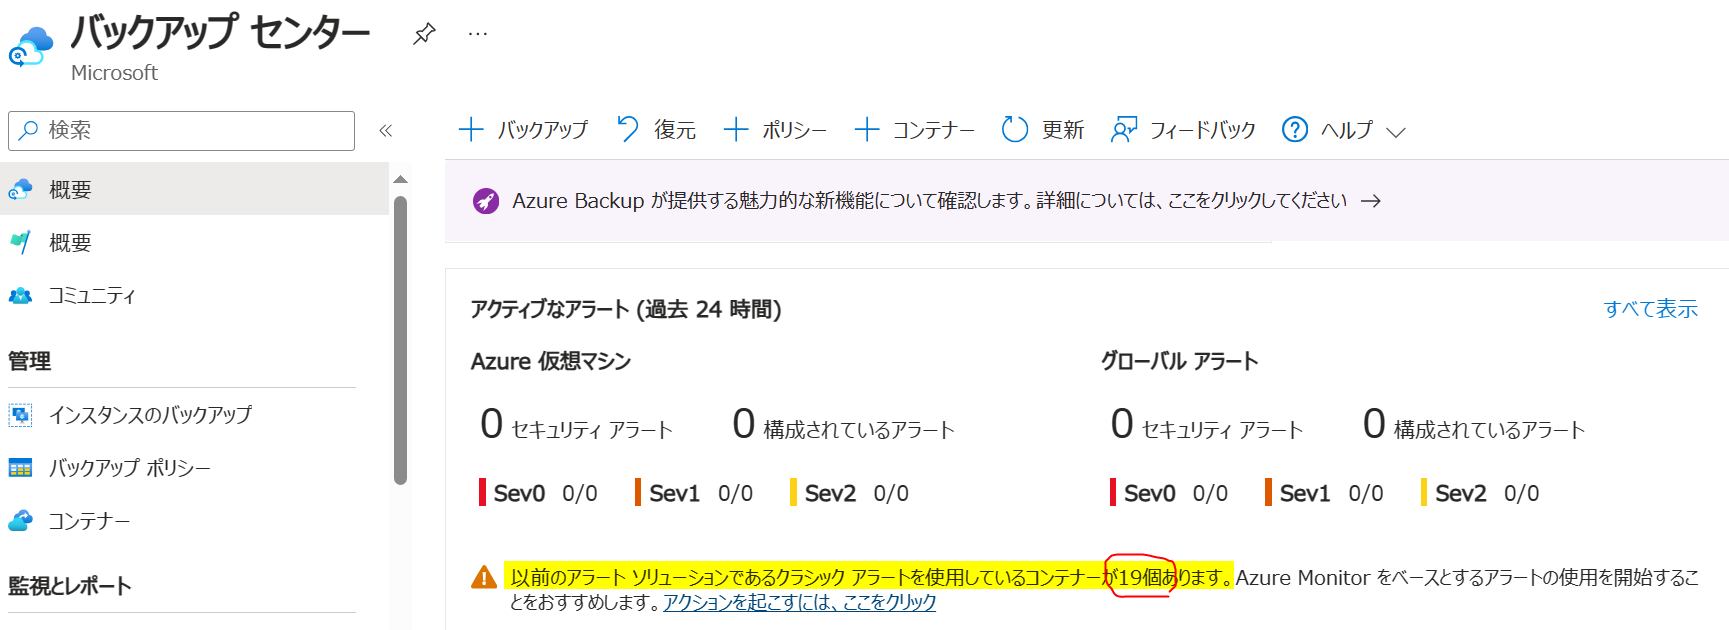 バックアップ センター
Microsoft
検索
概要
概要
コミュニティ
管理
インスタンスのバックアップ
バックアップ ポリシー
コンテナー
監視とレポート
バックアップ 復元 ポリシー コンテナー 更新 フィードバック ヘルプ
Azure Backup が提供する魅力的な新機能について確認します。詳細については、ここをクリックしてください →
アクティブなアラート (過去 24 時間) すべて表示
Azure 仮想マシン
0 セキュリティ アラート 0 構成されているアラート
Sev0 0/0 Sev1 0/0 Sev2 0/0
グローバル アラート
0 セキュリティ アラート 0 構成されているアラート
Sev0 0/0 Sev1 0/0 Sev2 0/0
以前のアラート ソリューションであるクラシック アラートを使用しているコンテナーが19個あります。Azure Monitor をベースとするアラートの使用を開始するこ
とをおすすめします。アクションを起こすには、ここをクリック